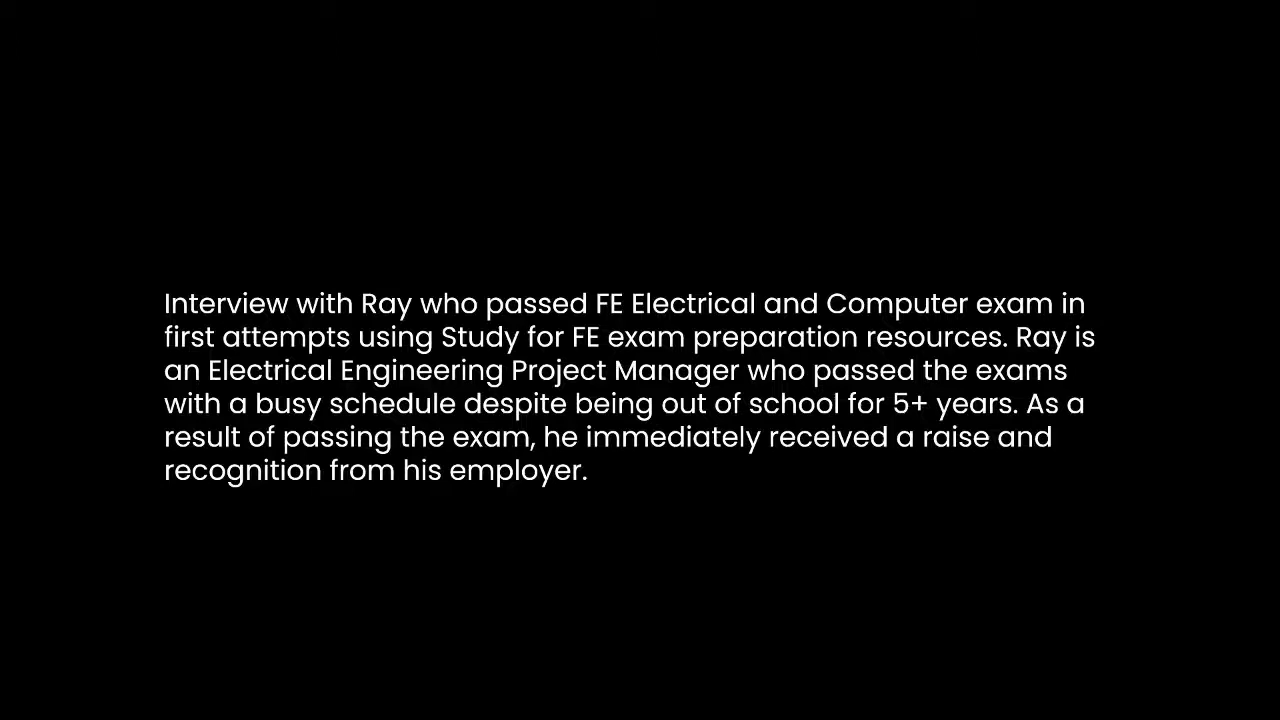 Interview with Ray who passed FE Electrical and Computer exam in
first attempts using Study for FE exam preparation resources. Ray is
an Electrical Engineering Project Manager who passed the exams
with a busy schedule despite being out of school for 5+ years. As a
result of passing the exam, he immediately received a raise and
recognition from his employer.